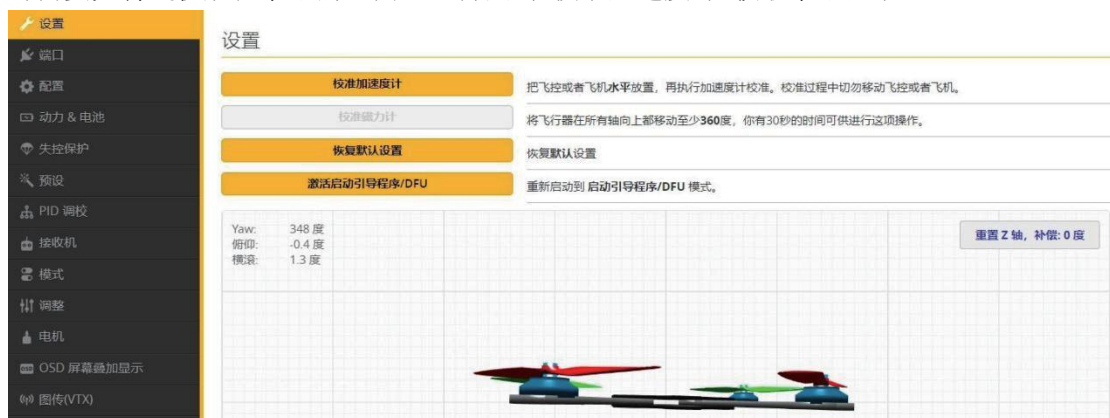 设置
端口
配置
动力 & 电池
失控保护
预设
PID 调校
接收机
模式
调整
电机
OSD 屏幕叠加显示
图传(VTX)
设置
校准加速度计
把飞控或者飞机水平放置，再执行加速度计校准。校准过程中切勿移动飞控或者飞机。
校准磁力计
将飞行器在所有轴向上都移动至少360度，你有30秒的时间可供进行这项操作。
恢复默认设置
恢复默认设置
激活启动引导程序/DFU
重新启动到 启动引导程序/DFU 模式。
Yaw: 348 度
俯仰: -0.4 度
横滚: 1.3 度
重置 Z 轴，补偿: 0 度